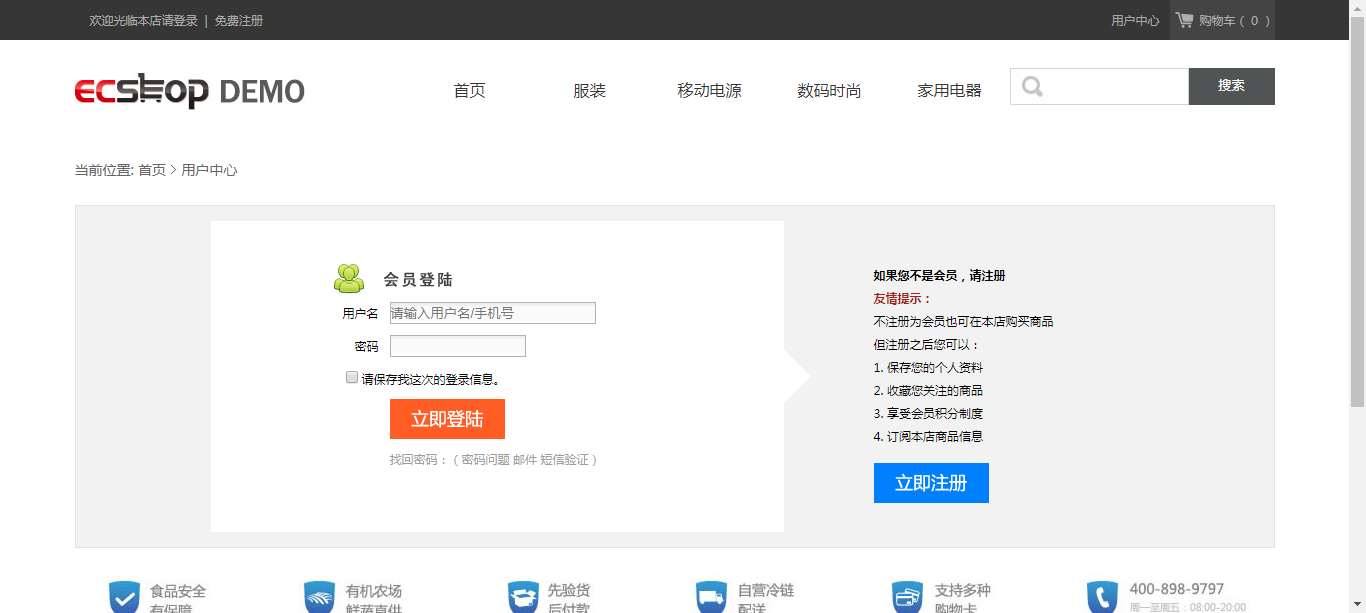 欢迎光临本店请登录 | 免费注册
用户中心 购物车 ( 0 )
ECSHOP DEMO
首页 服装 移动电源 数码时尚 家用电器
搜索
当前位置: 首页 > 用户中心
会员登陆
用户名 请输入用户名/手机号
密码
请保存我这次的登录信息。
立即登陆
找回密码：（ 密码问题 邮件 短信验证 ）
如果您不是会员，请注册
友情提示：
不注册为会员也可在本店购买商品
但注册之后您可以：
1. 保存您的个人资料
2. 收藏您关注的商品
3. 享受会员积分制度
4. 订阅本店商品信息
立即注册
食品安全
有保障
有机农场
鲜蔬直供
先验货
后付款
自营冷链
配送
支持多种
购物卡
400-898-9797
周一至周五：08:00-20:00